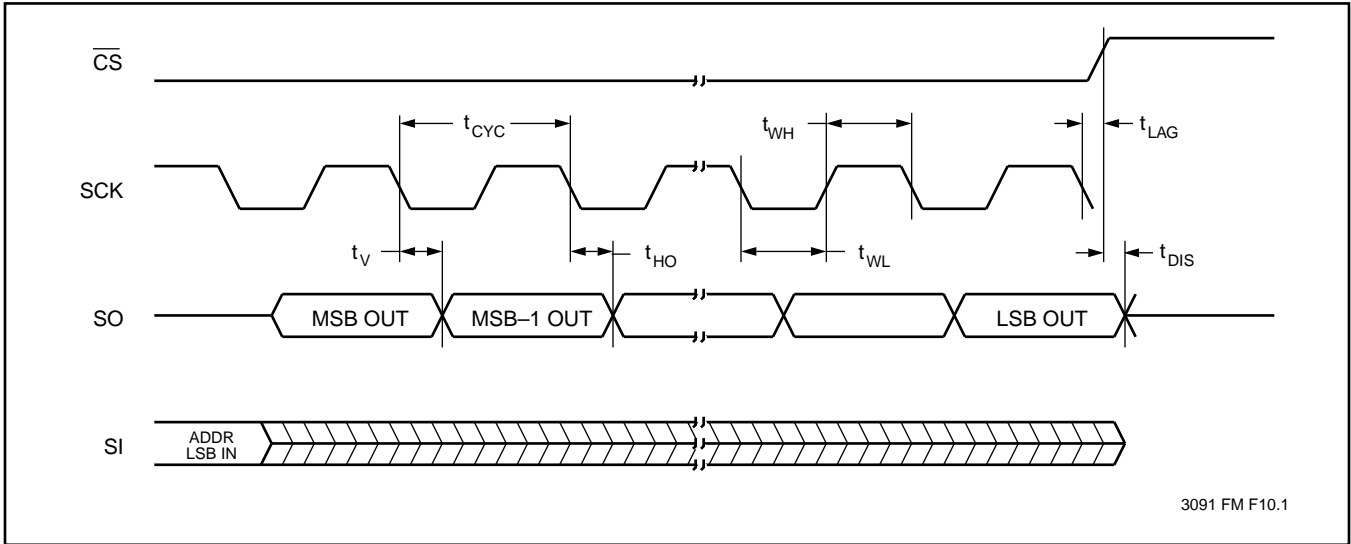 CS
tCYC
tWH
tLAG
SCK
tV
tHO
tWL
tDIS
SO
MSB OUT
MSB–1 OUT
LSB OUT
SI
ADDR
LSB IN
3091 FM F10.1